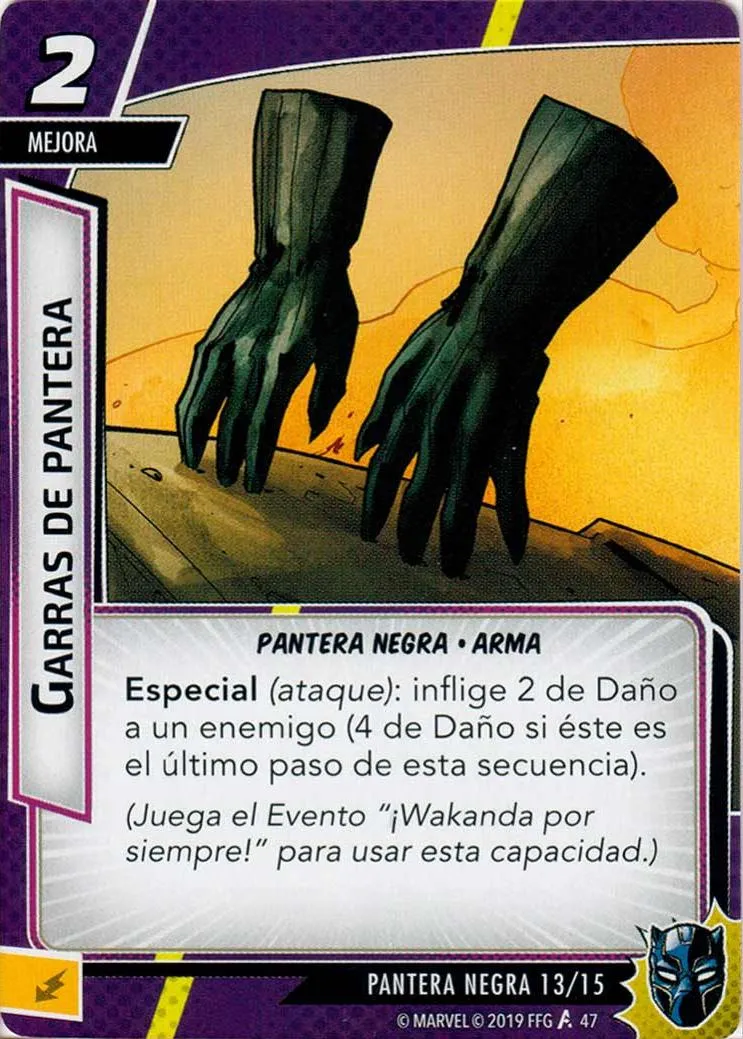 2
MEJORA
GARRAS DE PANTERA
PANTERA NEGRA • ARMA
Especial (ataque): inflige 2 de Daño
a un enemigo (4 de Daño si éste es
el último paso de esta secuencia).
(Juega el Evento “¡Wakanda por
siempre!” para usar esta capacidad.)
PANTERA NEGRA 13/15
© MARVEL © 2019 FFG 47